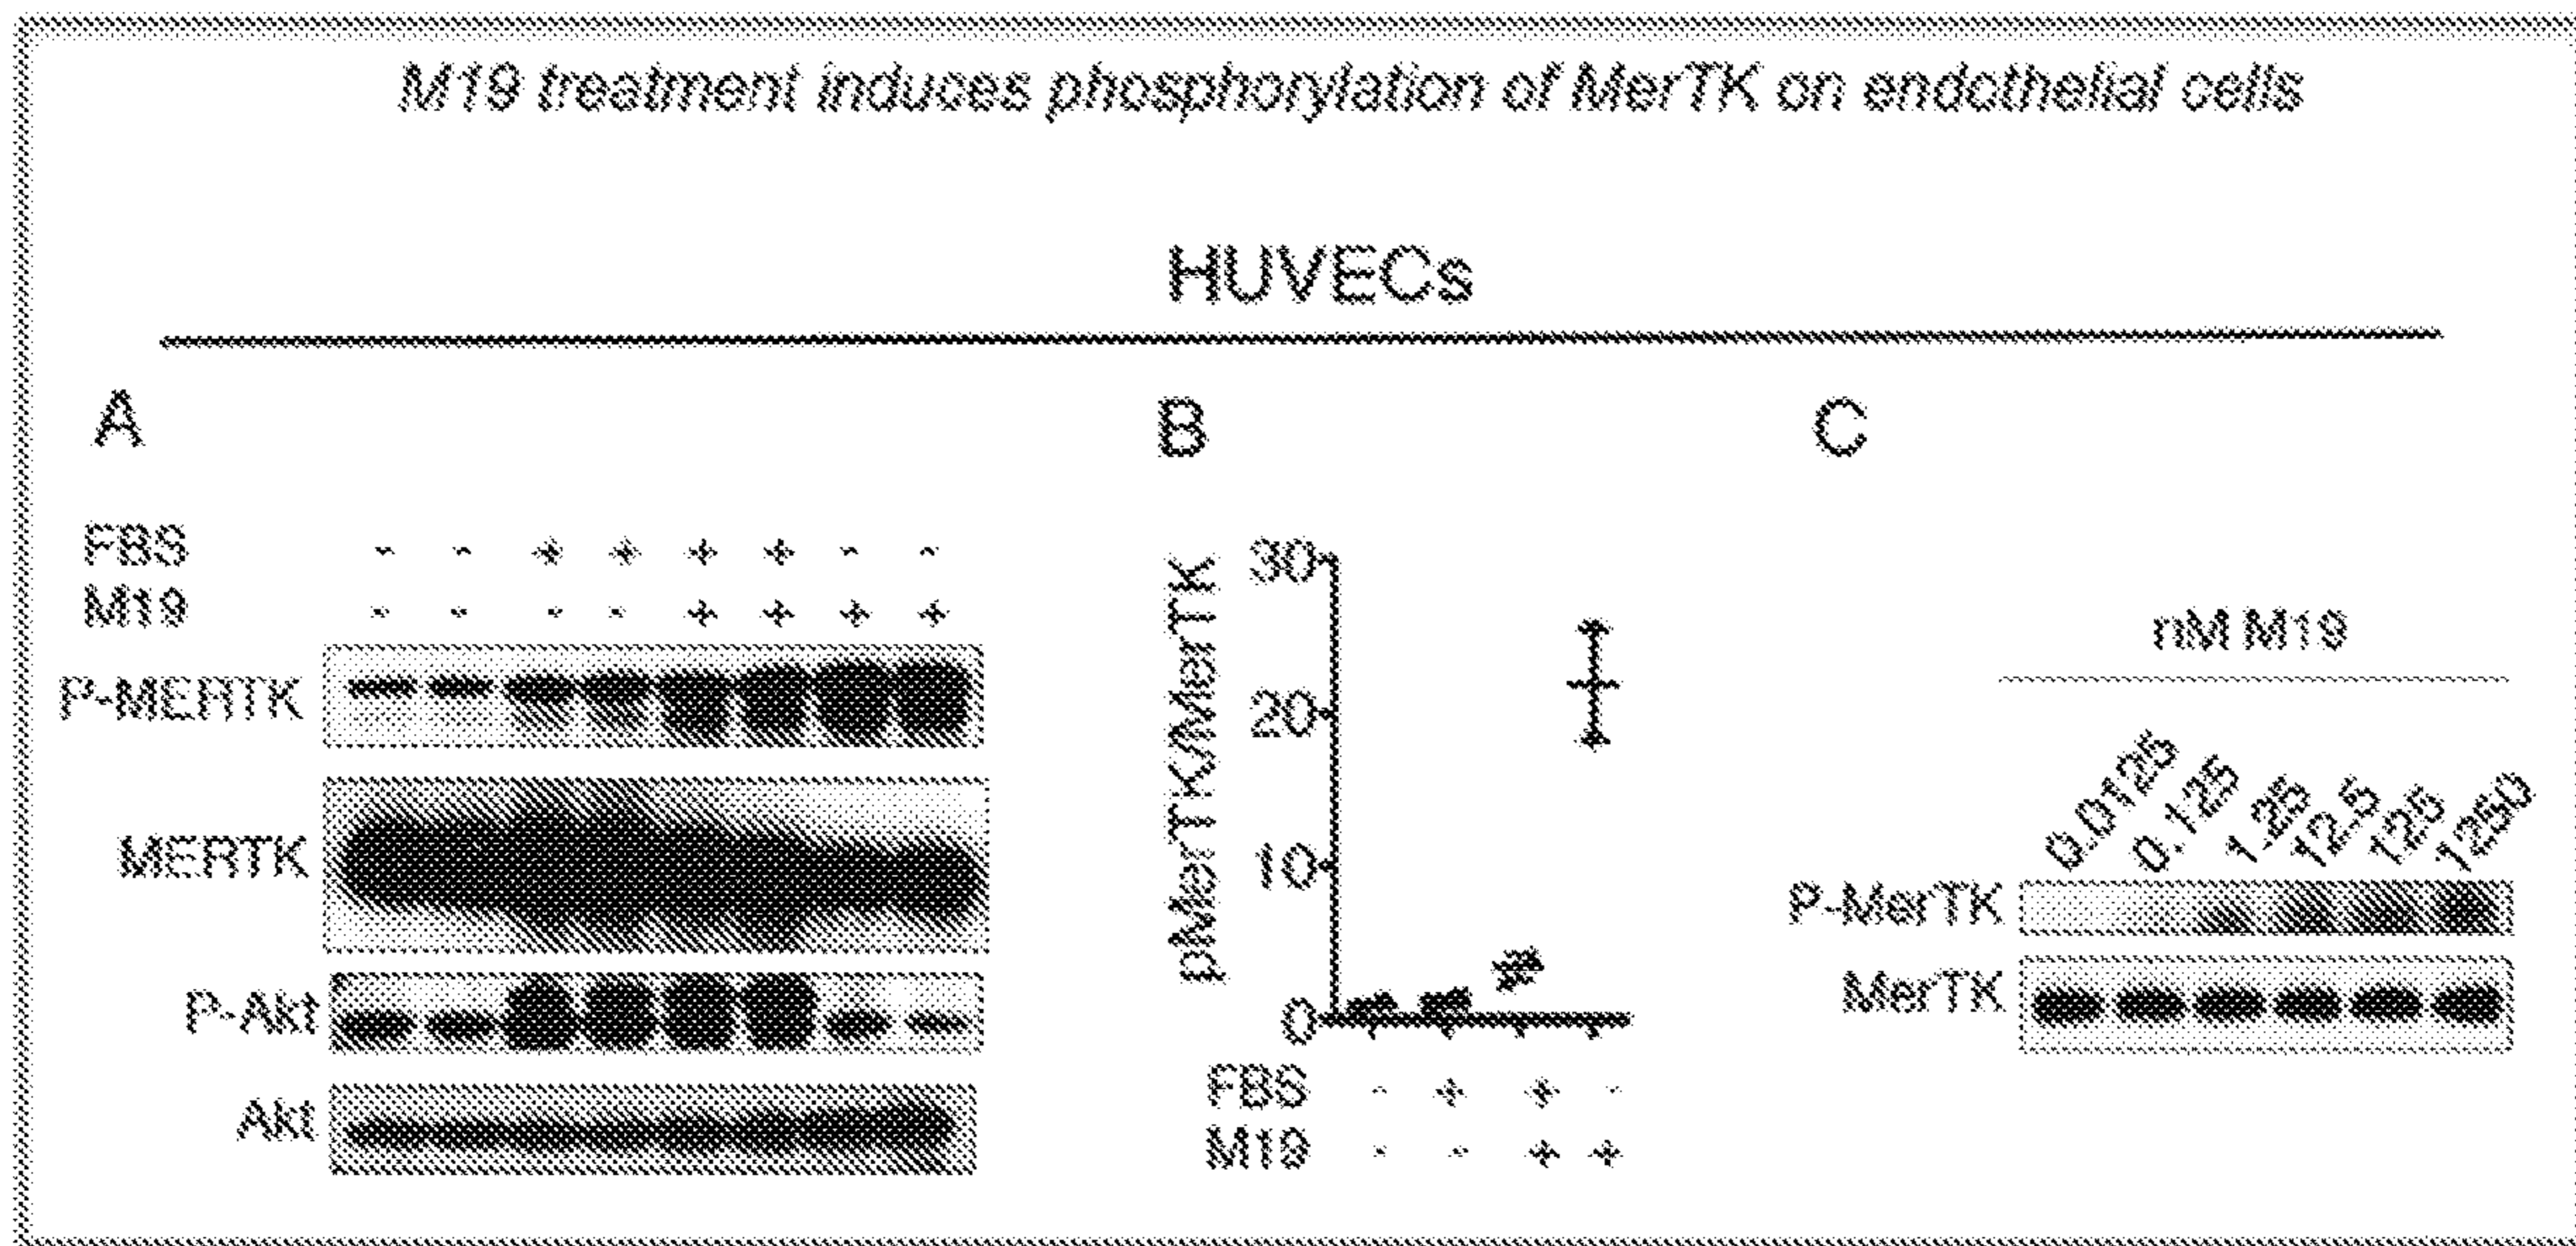 M19 treatment induces phosphorylation of MerTK on endothelial cells
HUVECs
A
FBS - - + + + + - -
M19 - - - - + + + +
P-MERTK
MERTK
P-Akt
Akt
B
pMerTK/MerTK
30
20
10
0
FBS - + + -
M19 - - + +
C
nM M19
0.0125 0.125 1.25 12.5 125 1250
P-MerTK
MerTK